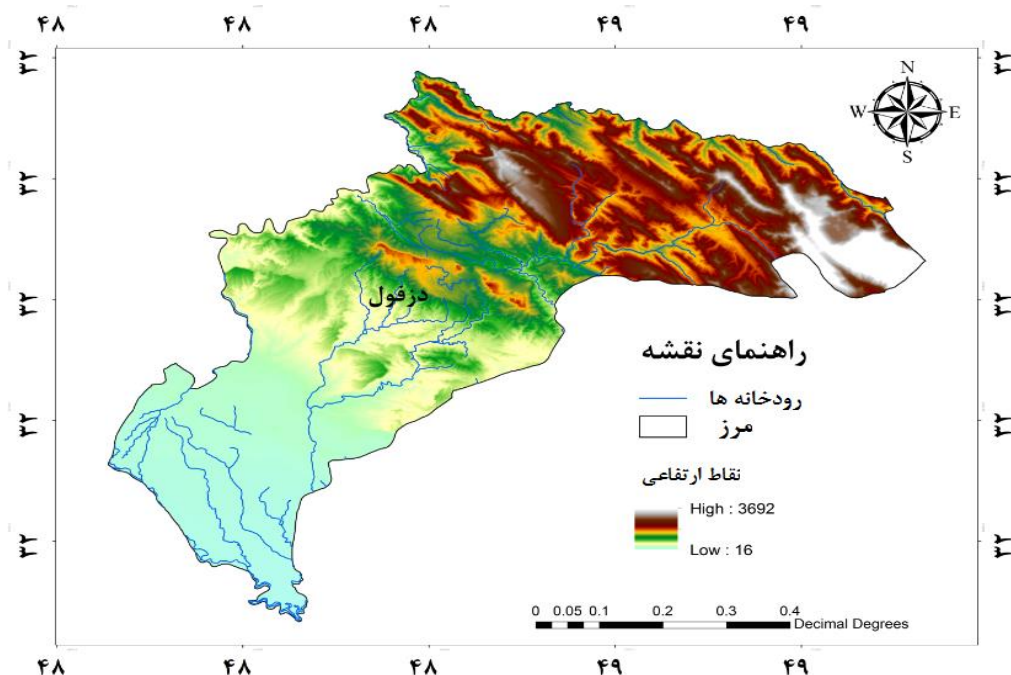 ۴۸ ۴۸ ۴۸ ۴۹ ۴۹
۳۲ ۳۲
N
W E
S
۳۲ ۳۲
دزفول
۳۲ ۳۲
راهنمای نقشه
رودخانه ها
مرز
۳۲ ۳۲
نقاط ارتفاعی
High : 3692
Low : 16
۳۲ ۳۲
0 0.05 0.1 0.2 0.3 0.4
Decimal Degrees
۴۸ ۴۸ ۴۸ ۴۹ ۴۹